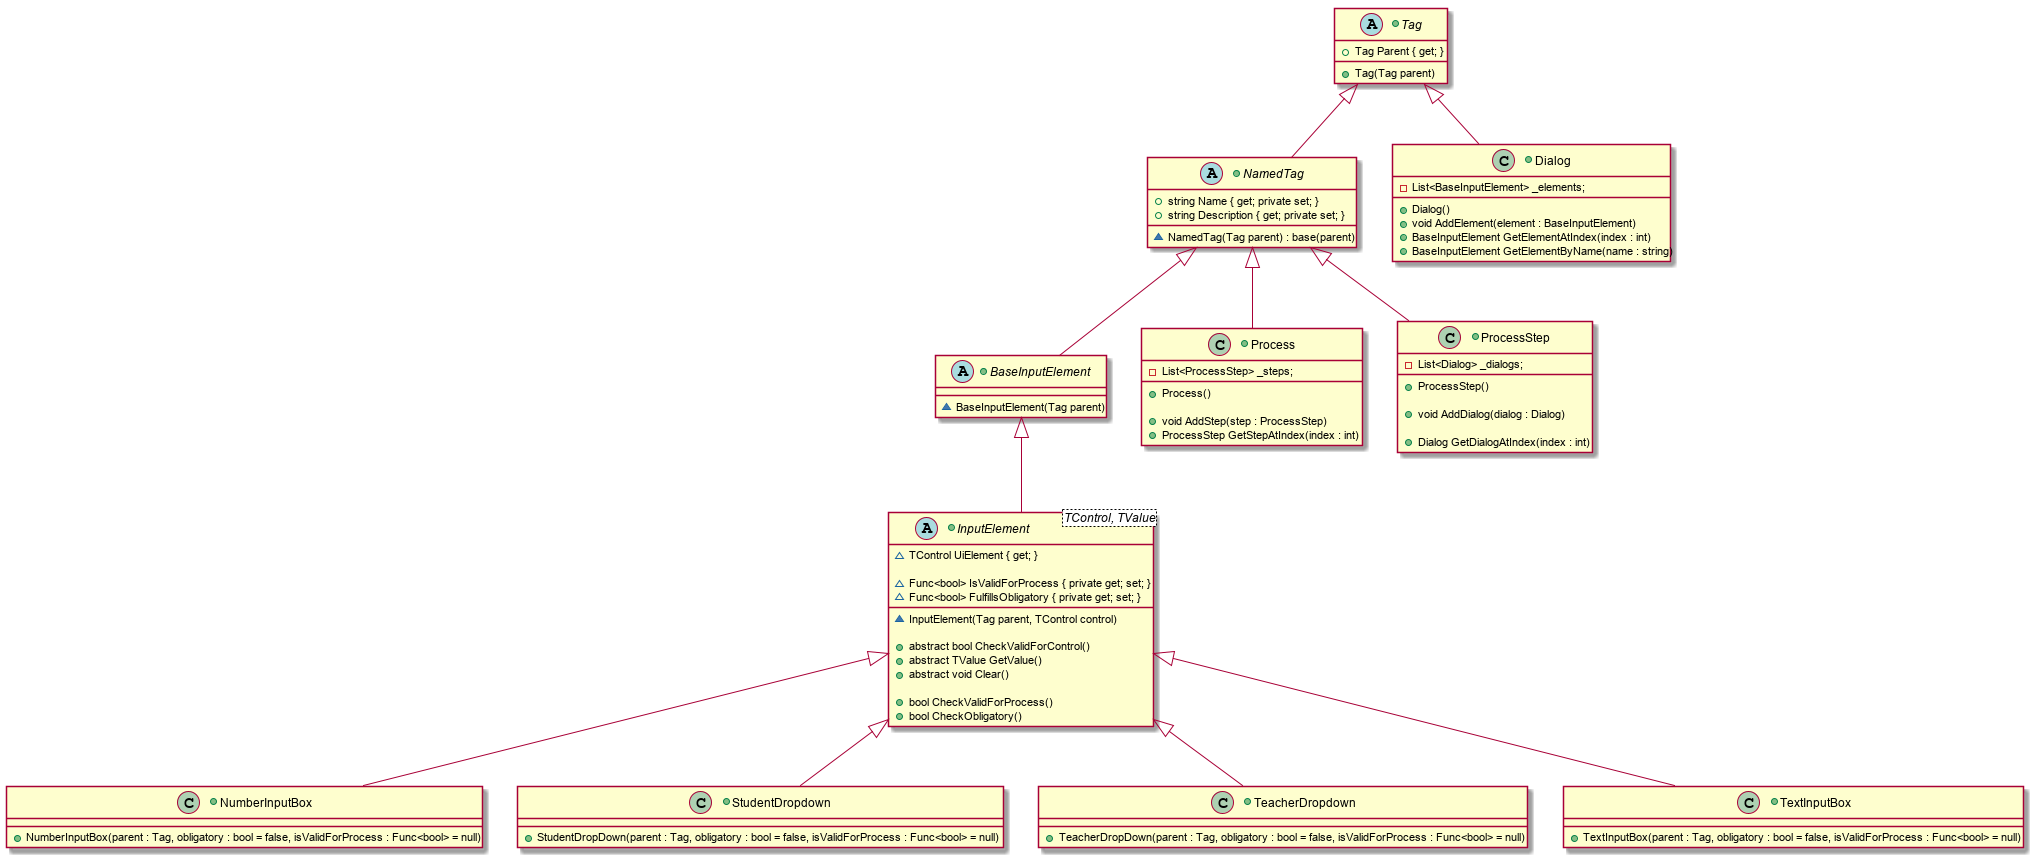 A Tag
Tag Parent { get; }
Tag(Tag parent)
A NamedTag
string Name { get; private set; }
string Description { get; private set; }
NamedTag(Tag parent) : base(parent)
C Dialog
List<BaseInputElement> _elements;
Dialog()
void AddElement(element : BaseInputElement)
BaseInputElement GetElementAtIndex(index : int)
BaseInputElement GetElementByName(name : string)
A BaseInputElement
BaseInputElement(Tag parent)
C Process
List<ProcessStep> _steps;
Process()
void AddStep(step : ProcessStep)
ProcessStep GetStepAtIndex(index : int)
C ProcessStep
List<Dialog> _dialogs;
ProcessStep()
void AddDialog(dialog : Dialog)
Dialog GetDialogAtIndex(index : int)
A InputElement
TControl, TValue
TControl UiElement { get; }
Func<bool> IsValidForProcess { private get; set; }
Func<bool> FulfillsObligatory { private get; set; }
InputElement(Tag parent, TControl control)
abstract bool CheckValidForControl()
abstract TValue GetValue()
abstract void Clear()
bool CheckValidForProcess()
bool CheckObligatory()
C NumberInputBox
NumberInputBox(parent : Tag, obligatory : bool = false, isValidForProcess : Func<bool> = null)
C StudentDropdown
StudentDropDown(parent : Tag, obligatory : bool = false, isValidForProcess : Func<bool> = null)
C TeacherDropdown
TeacherDropDown(parent : Tag, obligatory : bool = false, isValidForProcess : Func<bool> = null)
C TextInputBox
TextInputBox(parent : Tag, obligatory : bool = false, isValidForProcess : Func<bool> = null)